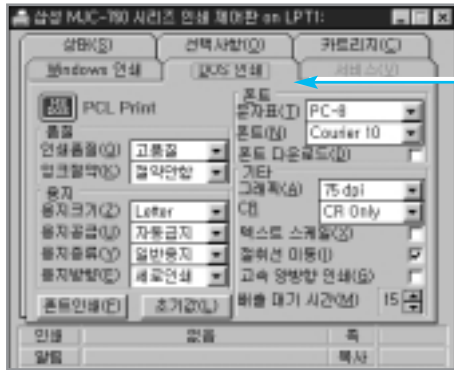 삼성 MJC-760 시리즈 인쇄 제어판 on LPT1:
상태(S) 선택사항(O) 카트리지(C)
Windows 인쇄 DOS 인쇄 서비스(V)
PCL Print
품질
인쇄품질(Q) 고품질
잉크절약(K) 절약안함
용지
용지크기(Z) Letter
용지공급(U) 자동급지
용지종류(Y) 일반용지
용지방향(E) 세로인쇄
폰트인쇄(F) 초기값(L)
폰트
문자표(T) PC-8
폰트(N) Courier 10
폰트 다운로드(D)
기타
그래픽(A) 75 dpi
CR CR Only
텍스트 스케일(X)
절취선 이동(I)
고속 양방향 인쇄(G)
배출 대기 시간(M) 15
인쇄 없음 쪽
알림 복사